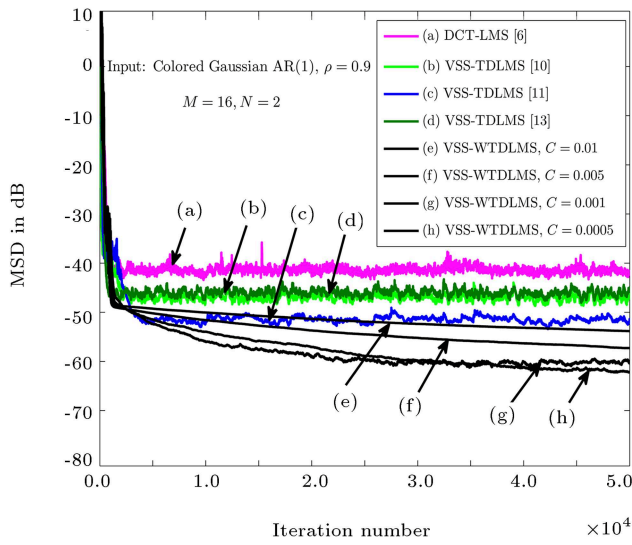 10
0
-10
-20
-30
-40
-50
-60
-70
-80
MSD in dB
Input: Colored Gaussian AR(1), ρ = 0.9
M = 16, N = 2
(a) DCT-LMS [6]
(b) VSS-TDLMS [10]
(c) VSS-TDLMS [11]
(d) VSS-TDLMS [13]
(e) VSS-WTDLMS, C = 0.01
(f) VSS-WTDLMS, C = 0.005
(g) VSS-WTDLMS, C = 0.001
(h) VSS-WTDLMS, C = 0.0005
(a)
(b)
(c)
(d)
(e)
(f)
(g)
(h)
0.0
1.0
2.0
3.0
4.0
5.0
Iteration number
×10⁴